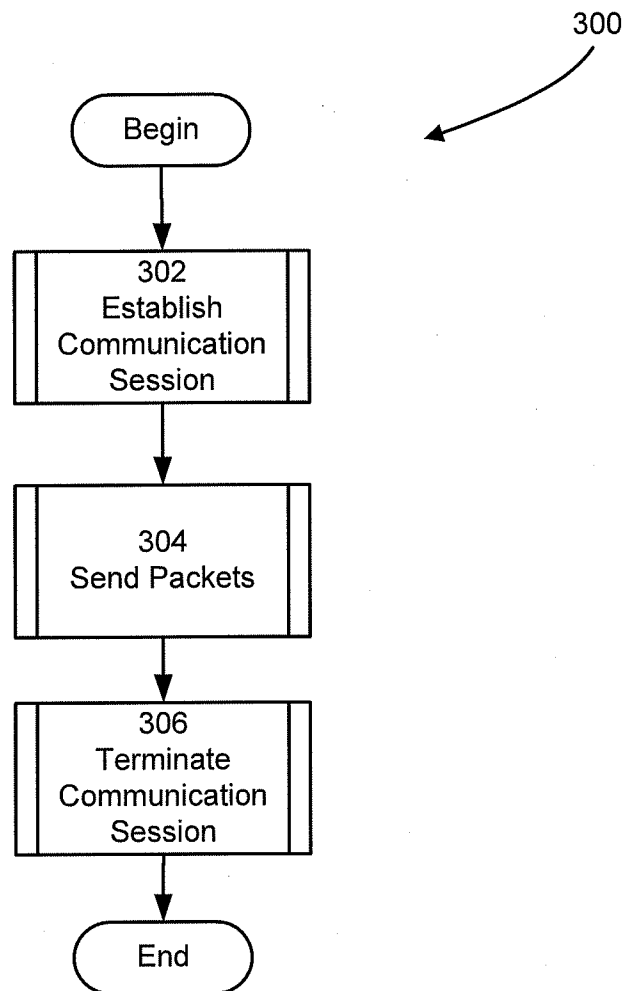 300
Begin
302
Establish
Communication
Session
304
Send Packets
306
Terminate
Communication
Session
End